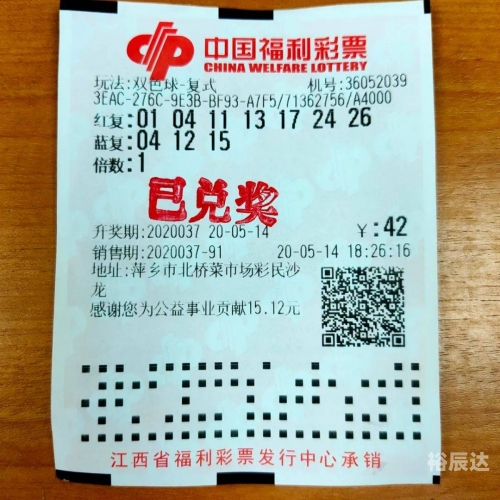 中国福利彩票
CHINA WELFARE LOTTERY
玩法:双色球-复式 机号:36052039
3EAC-276C-9E3B-BF93-A7F5/71362756/A4000
红复:01 04 11 13 17 24 26
蓝复:04 12 15
倍数:1
已兑奖
开奖期:2020037 20-05-14 ￥:42
销售期:2020037-91 20-05-14 18:26:16
地址:萍乡市北桥菜市场彩民沙
龙
感谢您为公益事业贡献15.12元
江西省福利彩票发行中心承销
裕辰达